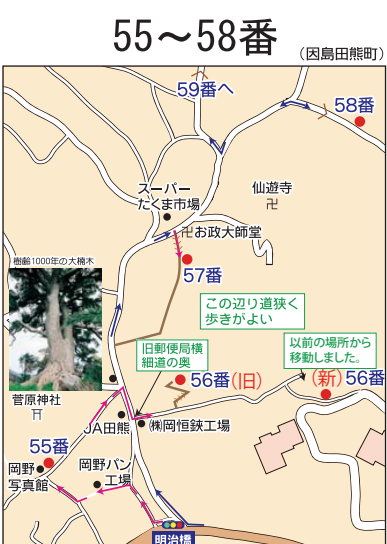 55～58番
(因島田熊町)
59番へ
58番
スーパー
たくま市場
仙遊寺
お政大師堂
樹齢1000年の大楠木
57番
この辺り道狭く
歩きがよい
旧郵便局横
細道の奥
以前の場所から
移動しました。
56番(旧)
(新)56番
菅原神社
JA田熊
㈱岡恒鋏工場
55番
岡野
写真館
岡野パン
工場
明治橋